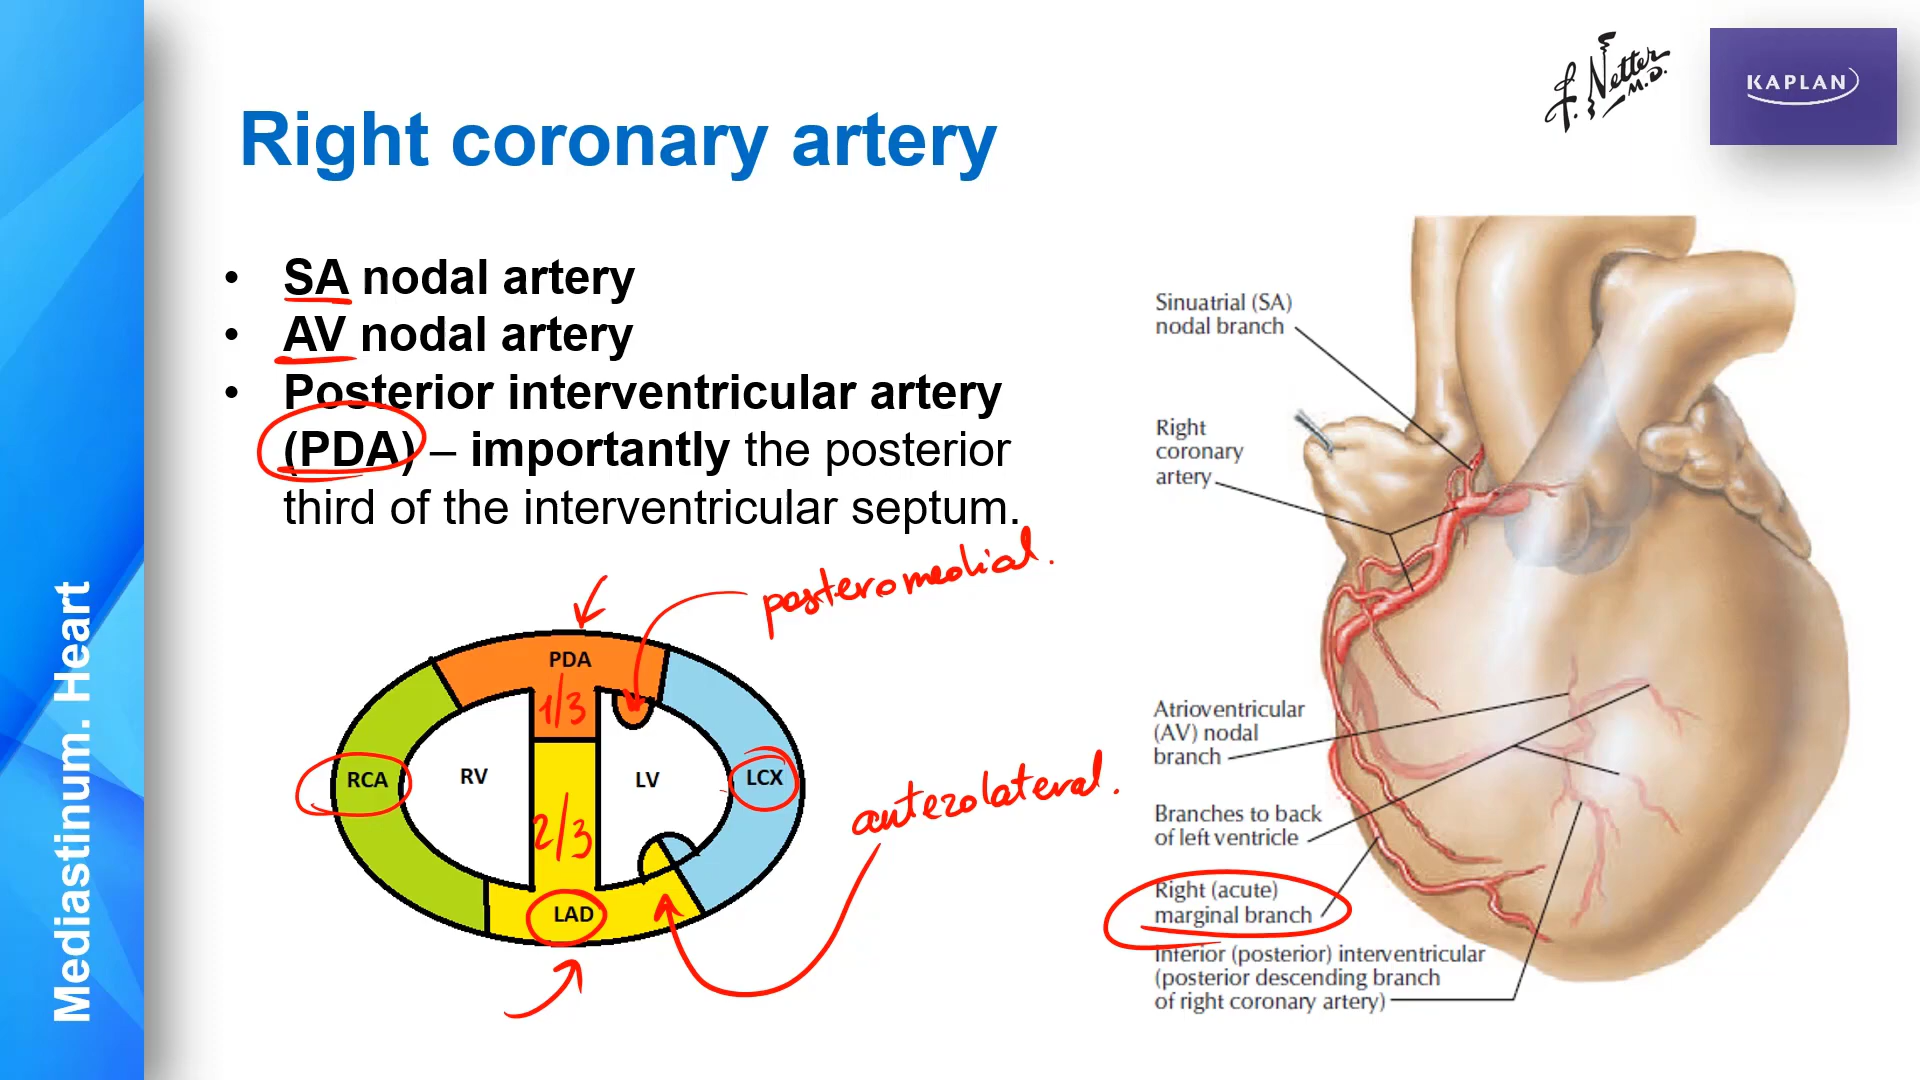 F. Netter
M.D.
KAPLAN
Right coronary artery
• SA nodal artery
• AV nodal artery
• Posterior interventricular artery
(PDA) – importantly the posterior
third of the interventricular septum.
posteromedial.
PDA
1/3
RCA
RV
LV
LCX
2/3
LAD
anterolateral.
Sinuatrial (SA)
nodal branch
Right
coronary
artery
Atrioventricular
(AV) nodal
branch
Branches to back
of left ventricle
Right (acute)
marginal branch
Inferior (posterior) interventricular
(posterior descending branch
of right coronary artery)
Mediastinum. Heart